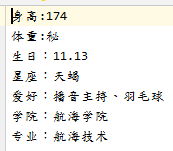 身高:174
体重:秘
生日：11.13
星座：天蝎
爱好：播音主持、羽毛球
学院：航海学院
专业：航海技术